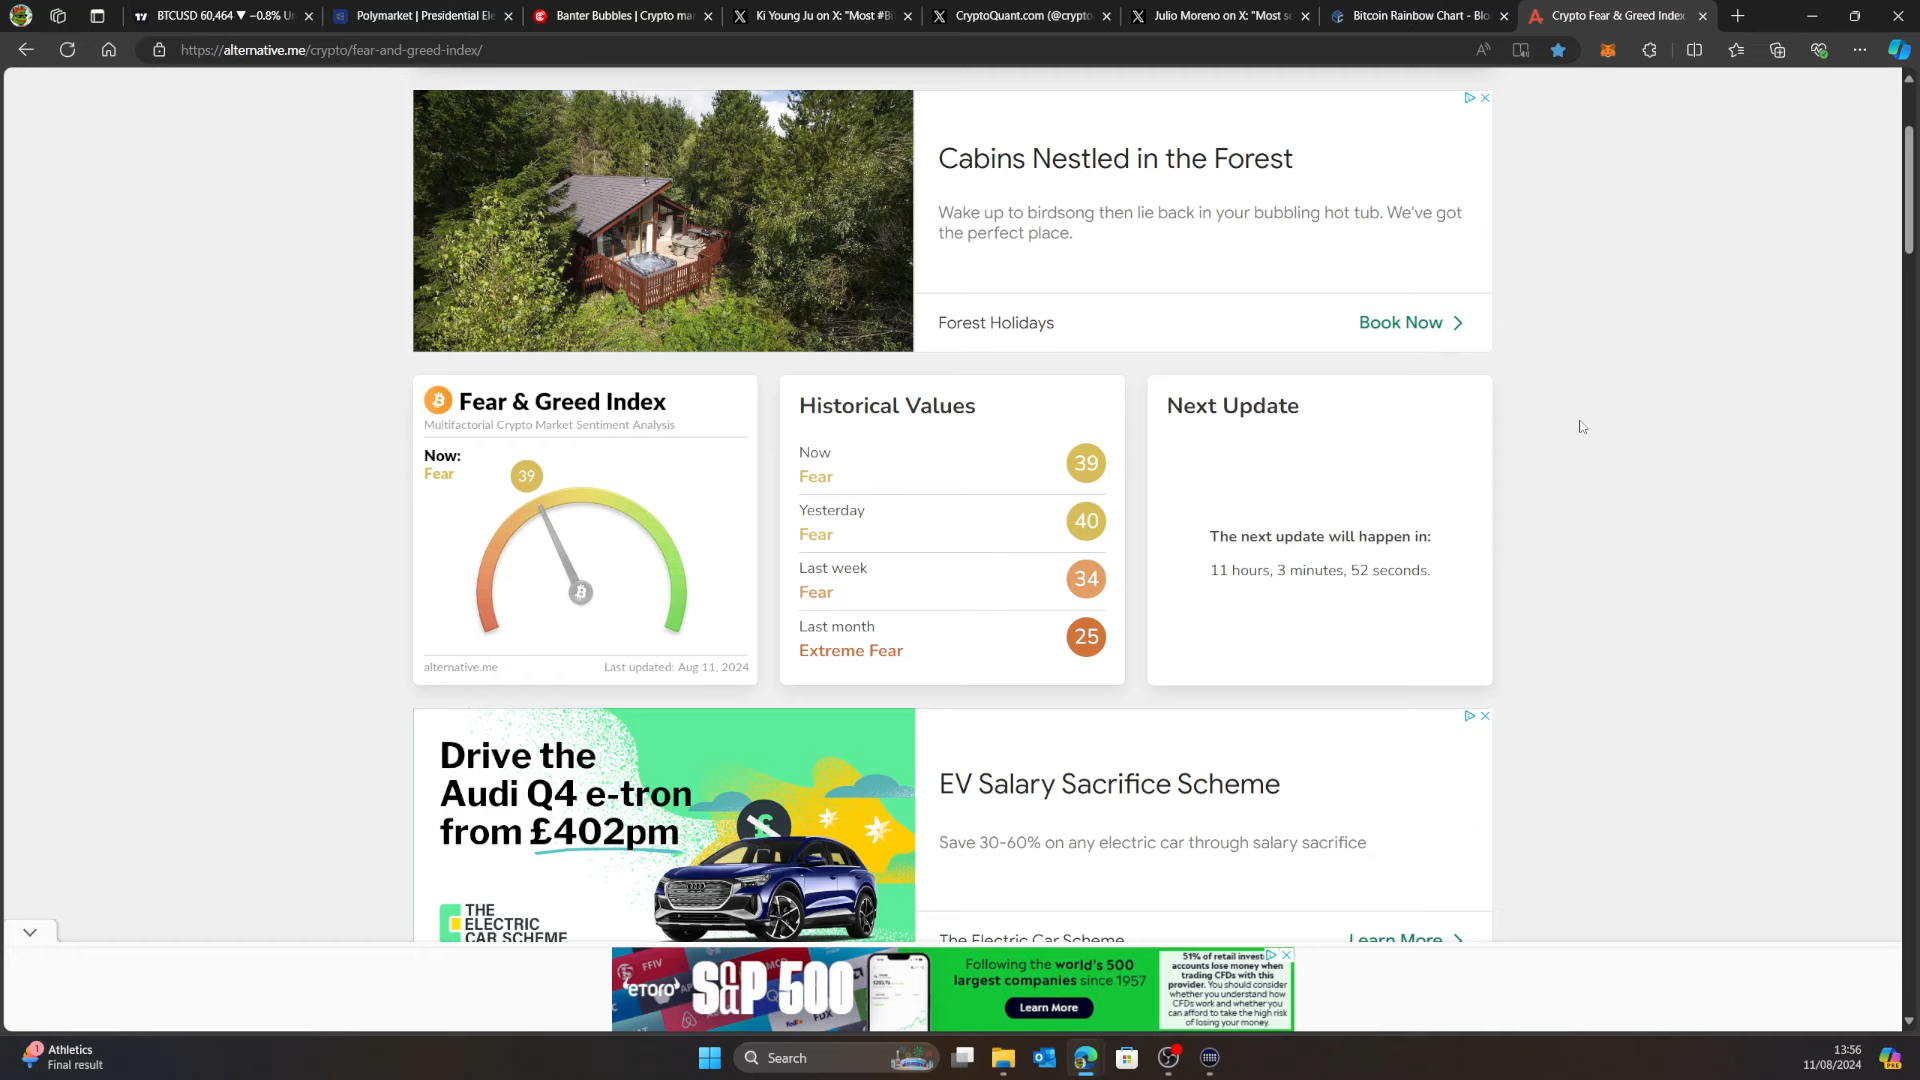 BTCUSD 60,464 ▼ −0.8% U
Polymarket | Presidential Ele
Banter Bubbles | Crypto mar
Ki Young Ju on X: "Most #Bi
CryptoQuant.com (@crypto
Julio Moreno on X: "Most se
Bitcoin Rainbow Chart - Blo
Crypto Fear & Greed Index
https://alternative.me/crypto/fear-and-greed-index/
Cabins Nestled in the Forest
Wake up to birdsong then lie back in your bubbling hot tub. We've got
the perfect place.
Forest Holidays
Book Now
Fear & Greed Index
Multifactorial Crypto Market Sentiment Analysis
Now:
Fear
39
alternative.me
Last updated: Aug 11, 2024
Historical Values
Now
Fear
39
Yesterday
Fear
40
Last week
Fear
34
Last month
Extreme Fear
25
Next Update
The next update will happen in:
11 hours, 3 minutes, 52 seconds.
Drive the
Audi Q4 e-tron
from £402pm
THE
ELECTRIC
CAR SCHEME
EV Salary Sacrifice Scheme
Save 30-60% on any electric car through salary sacrifice
The Electric Car Scheme
Learn More
FFIV
etoro
S&P 500
FedEx
FDX
Following the world's 500
largest companies since 1957
Learn More
51% of retail invest
accounts lose money when
trading CFDs with this
provider. You should consider
whether you understand how
CFDs work and whether you
can afford to take the high risk
of losing your money.
1
Athletics
Final result
Search
13:56
11/08/2024
PRE